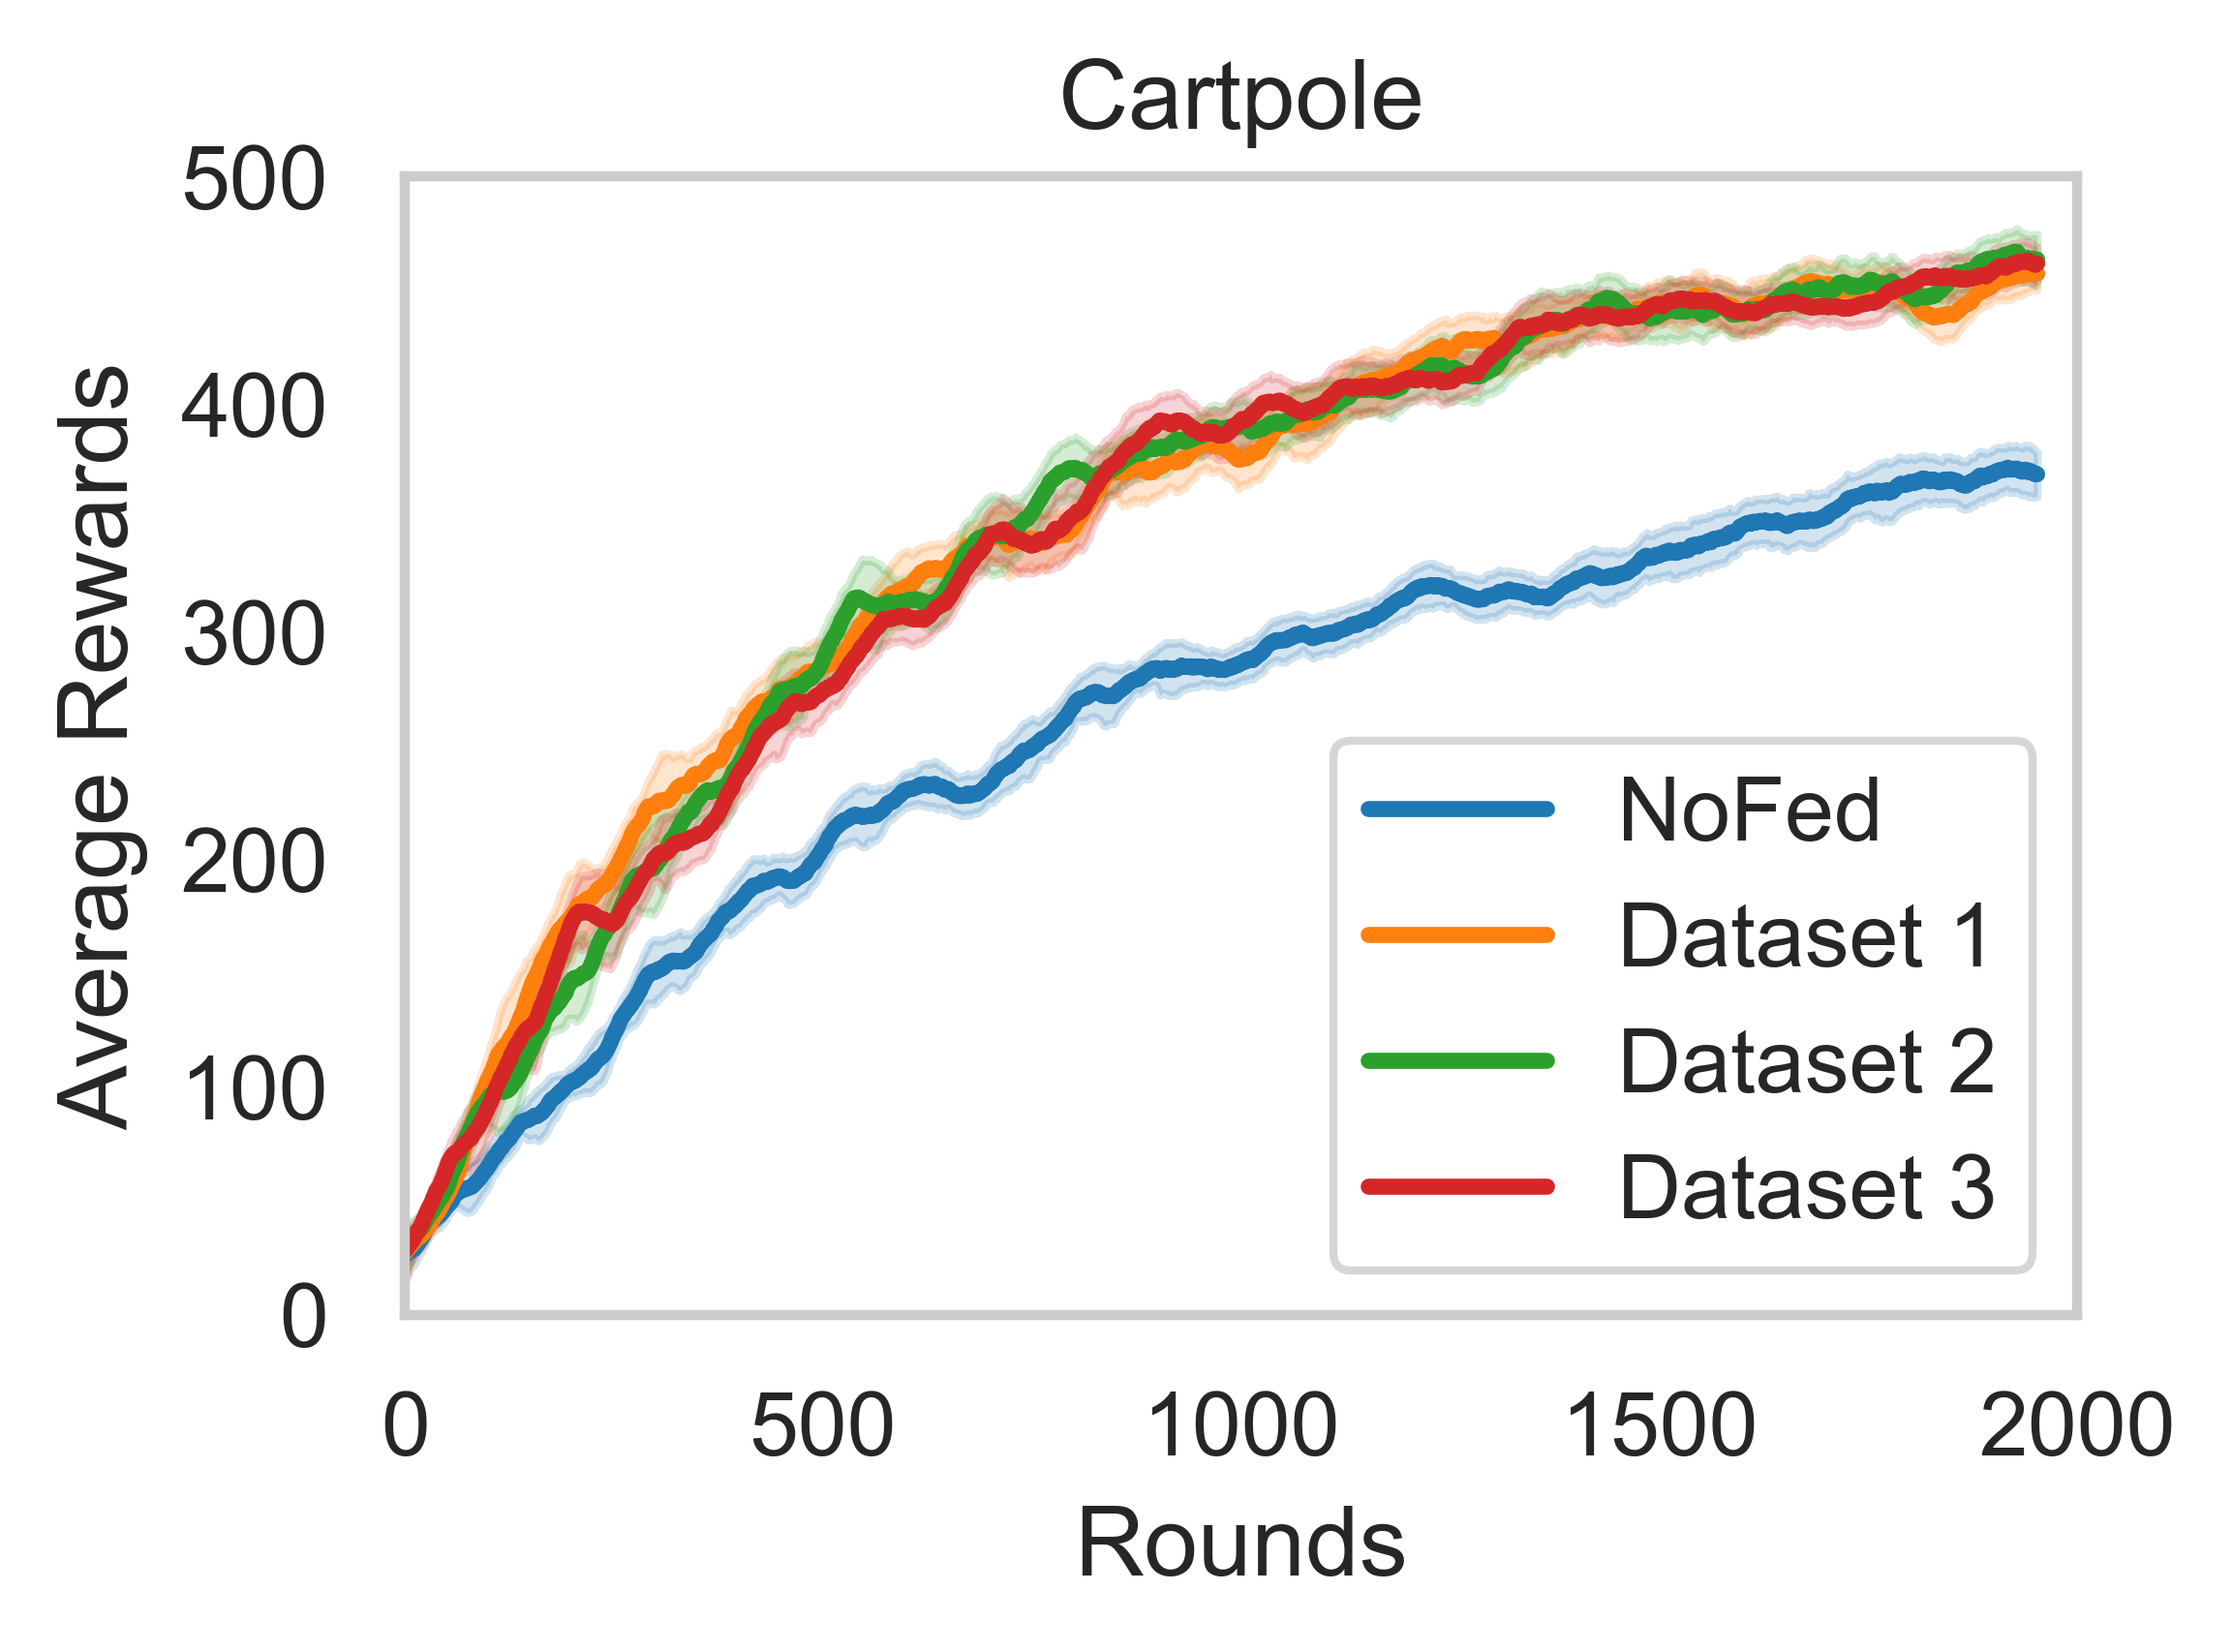 Cartpole
500
400
300
200
100
0
Average Rewards
NoFed
Dataset 1
Dataset 2
Dataset 3
0 500 1000 1500 2000
Rounds